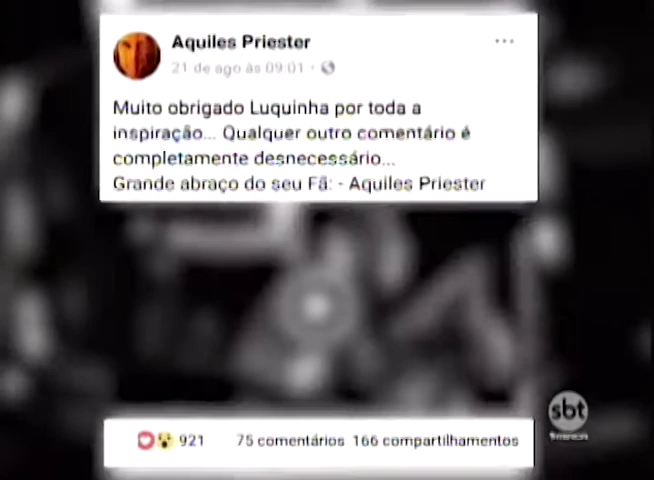 Aquiles Priester
21 de ago às 09:01 ·
Muito obrigado Luquinha por toda a
inspiração... Qualquer outro comentário é
completamente desnecessário...
Grande abraço do seu Fã: - Aquiles Priester
921 75 comentários 166 compartilhamentos
sbt